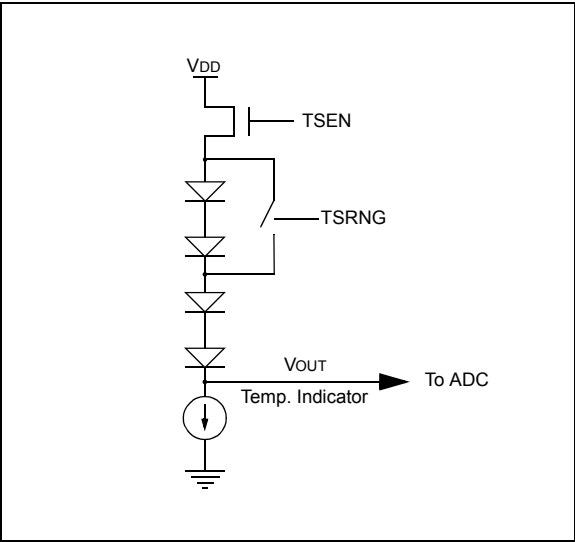 VDD
TSEN
TSRNG
VOUT
To ADC
Temp. Indicator